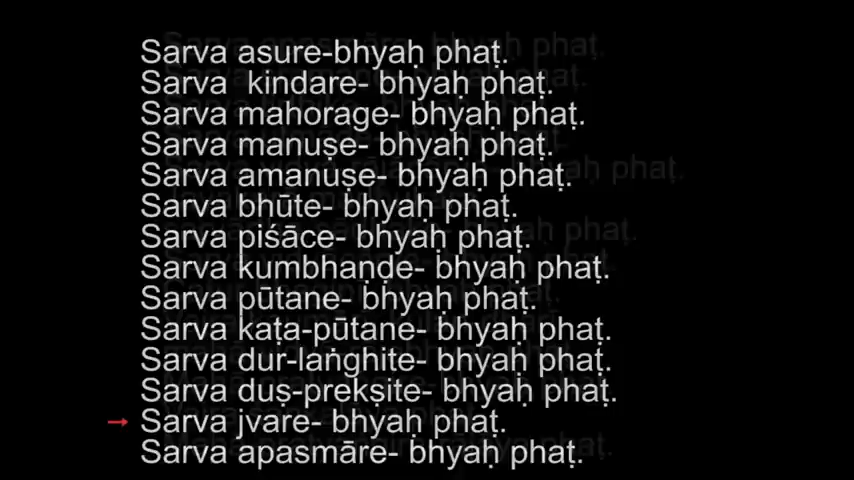 Sarva asure-bhyaḥ phaṭ.
Sarva kindare- bhyaḥ phaṭ.
Sarva mahorage- bhyaḥ phaṭ.
Sarva manuṣe- bhyaḥ phaṭ.
Sarva amanuṣe- bhyaḥ phaṭ.
Sarva bhūte- bhyaḥ phaṭ.
Sarva piśāce- bhyaḥ phaṭ.
Sarva kumbhaṇḍe- bhyaḥ phaṭ.
Sarva pūtane- bhyaḥ phaṭ.
Sarva kaṭa-pūtane- bhyaḥ phaṭ.
Sarva dur-laṅghite- bhyaḥ phaṭ.
Sarva duṣ-prekṣite- bhyaḥ phaṭ.
→ Sarva jvare- bhyaḥ phaṭ.
Sarva apasmāre- bhyaḥ phaṭ.